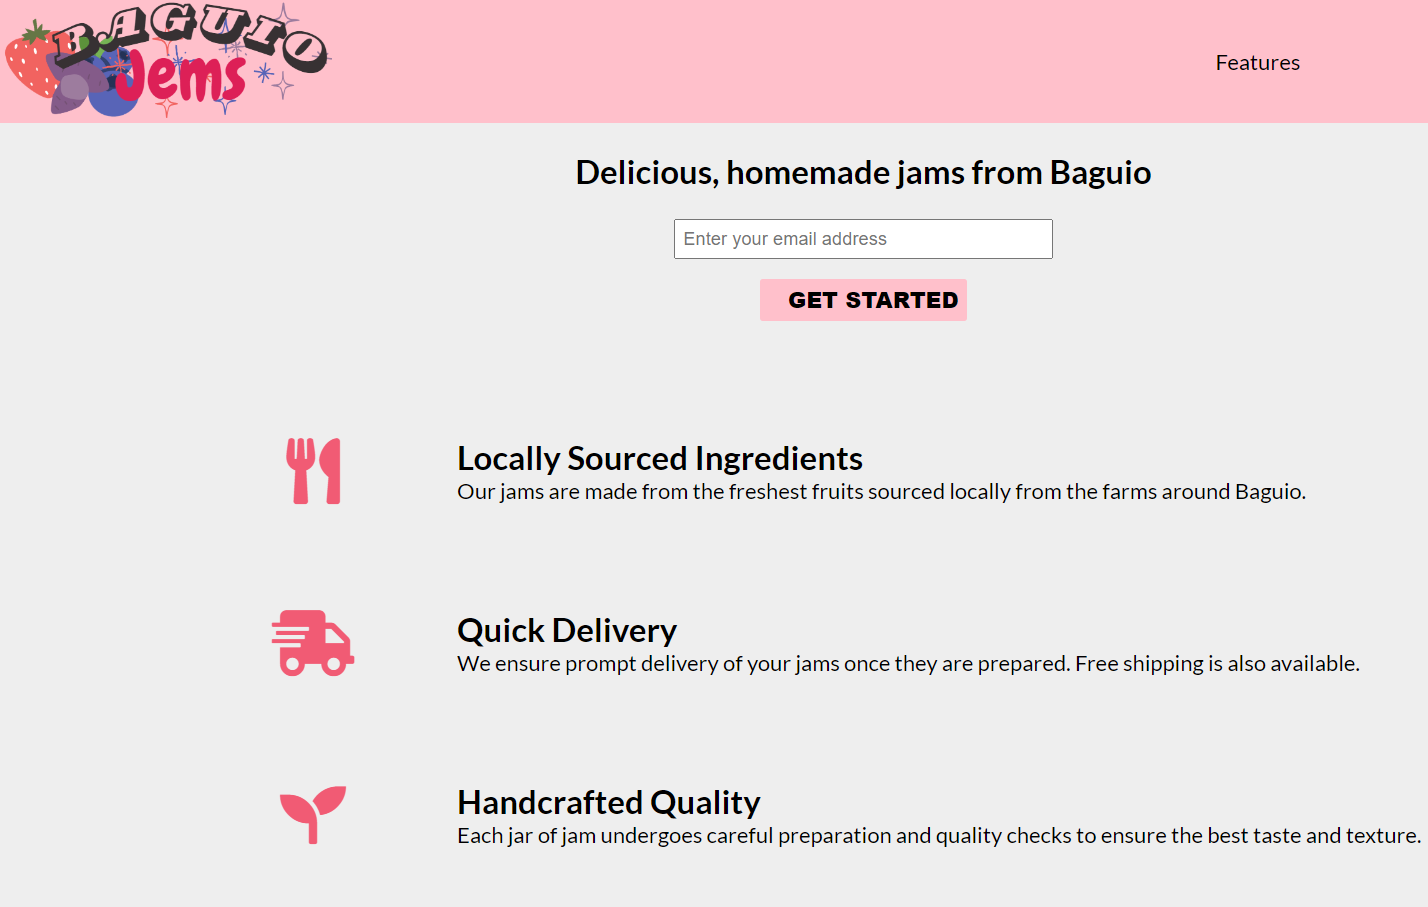 BAGUIO
Jems
Features
Delicious, homemade jams from Baguio
Enter your email address
GET STARTED
Locally Sourced Ingredients
Our jams are made from the freshest fruits sourced locally from the farms around Baguio.
Quick Delivery
We ensure prompt delivery of your jams once they are prepared. Free shipping is also available.
Handcrafted Quality
Each jar of jam undergoes careful preparation and quality checks to ensure the best taste and texture.